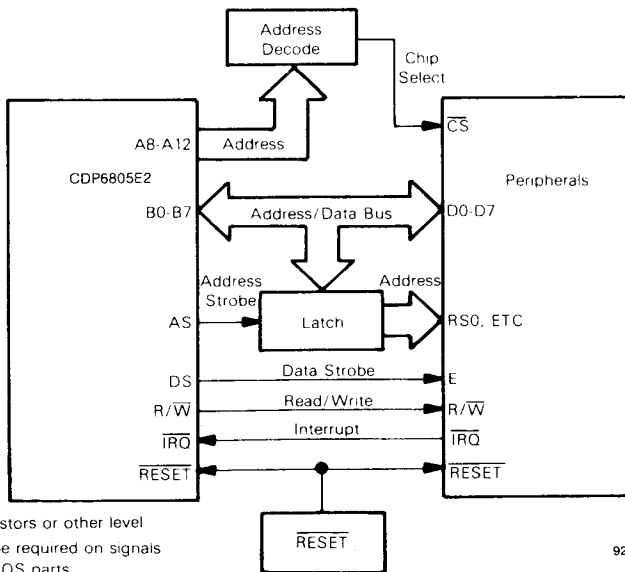 Address
Decode
Chip
Select
A8-A12
Address
CS
CDP6805E2
Peripherals
B0-B7
Address/Data Bus
D0-D7
Address
Strobe
Address
AS
Latch
RS0, ETC
DS
Data Strobe
E
R/W
Read/Write
R/W
IRQ
Interrupt
IRQ
RESET
RESET
RESET
stors or other level
e required on signals
OS parts
92